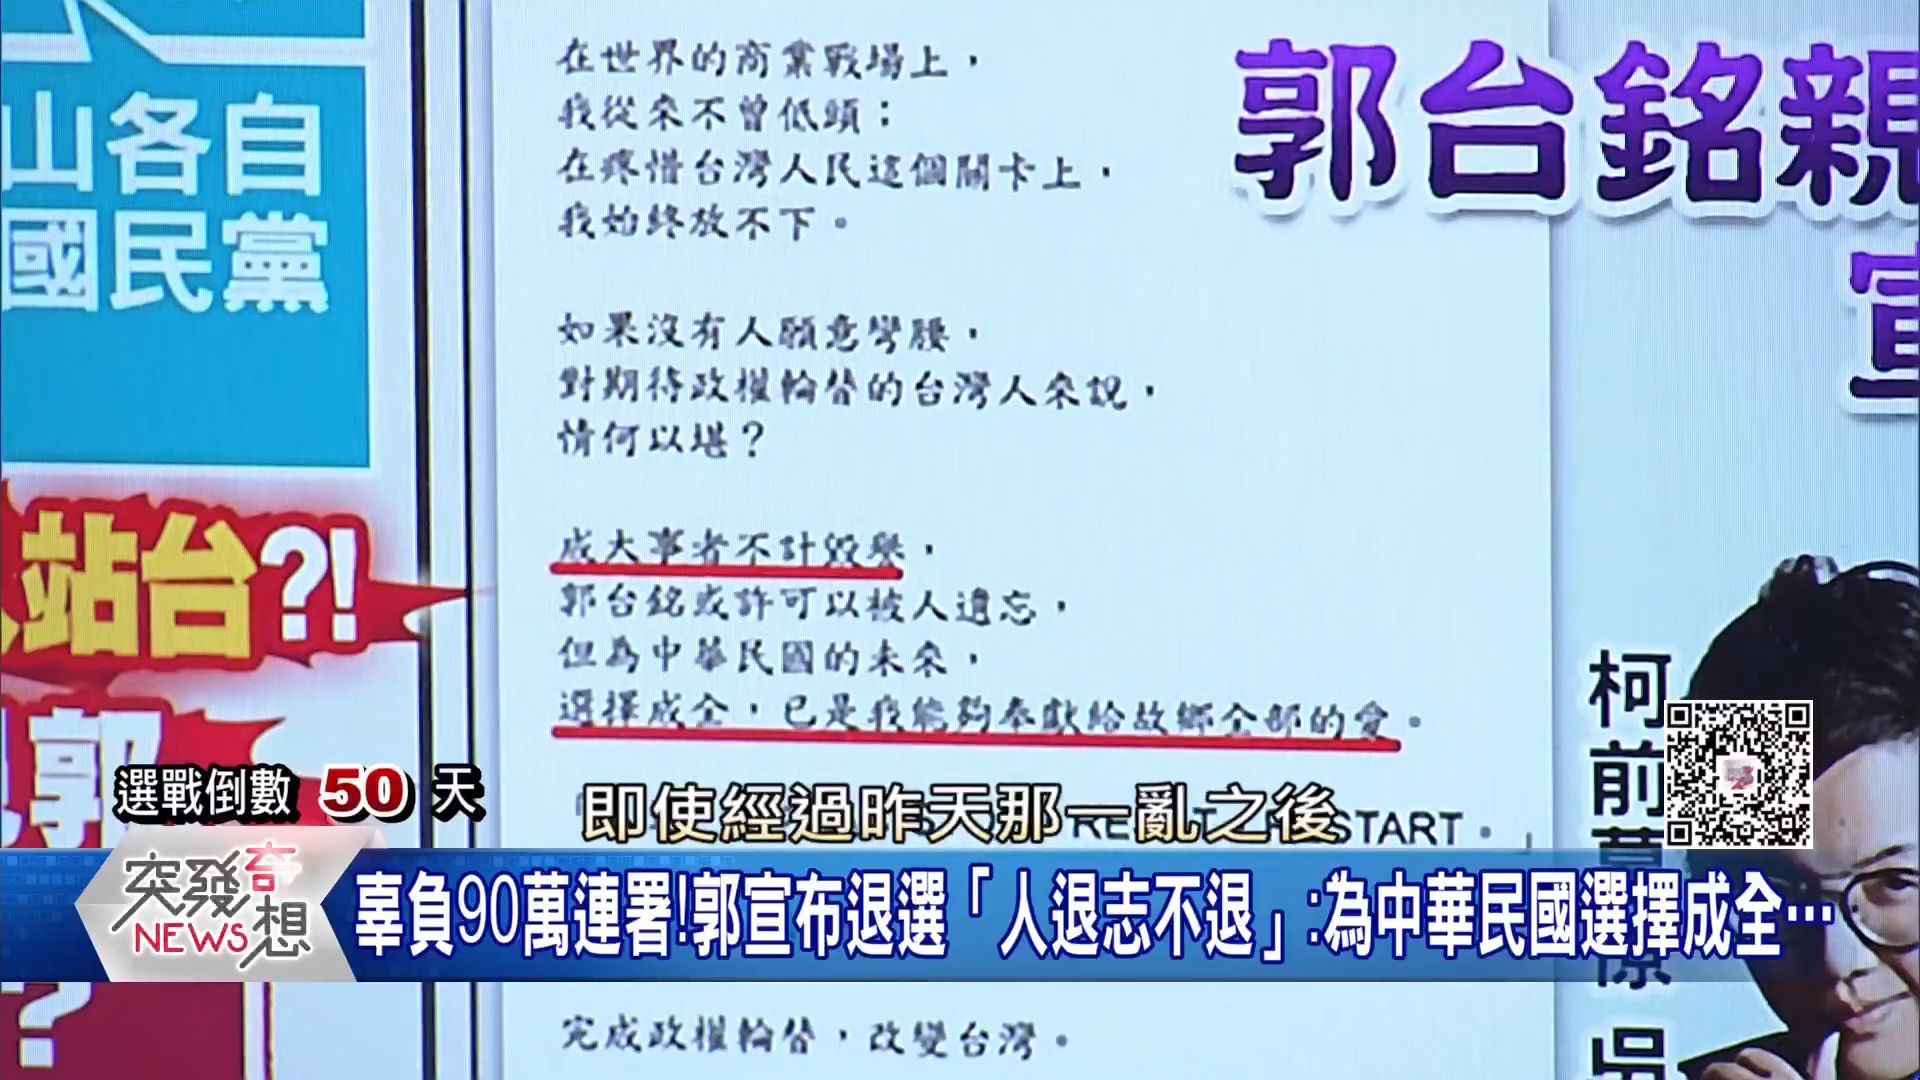 山各自
國民黨
站台?!
郭
?
在世界的商業戰場上，
我從來不曾低頭；
在疼惜台灣人民這個關卡上，
我始終放不下。
如果沒有人願意彎腰，
對期待政權輪替的台灣人來說，
情何以堪？
成大事者不計毀譽，
郭台銘或許可以被人遺忘，
但為中華民國的未來，
選擇成全，已是我能夠奉獻給故鄉全部的愛。
START。」
完成政權輪替，改變台灣。
郭台銘親
宣
柯
前
幕
吳
選戰倒數 50 天
即使經過昨天那一亂之後
突發奇想
NEWS
辜負90萬連署!郭宣布退選「人退志不退」:為中華民國選擇成全…